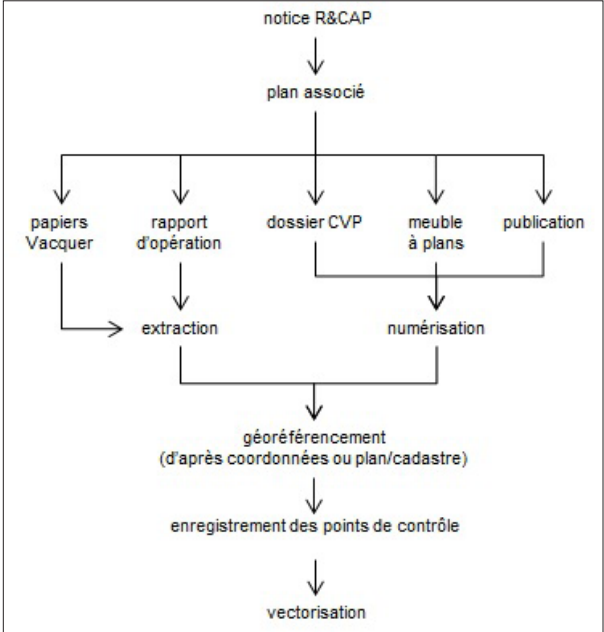 notice R&CAP
plan associé
papiers
Vacquer
rapport
d'opération
dossier CVP
meuble
à plans
publication
extraction
numérisation
géoréférencement
(d'après coordonnées ou plan/cadastre)
enregistrement des points de contrôle
vectorisation